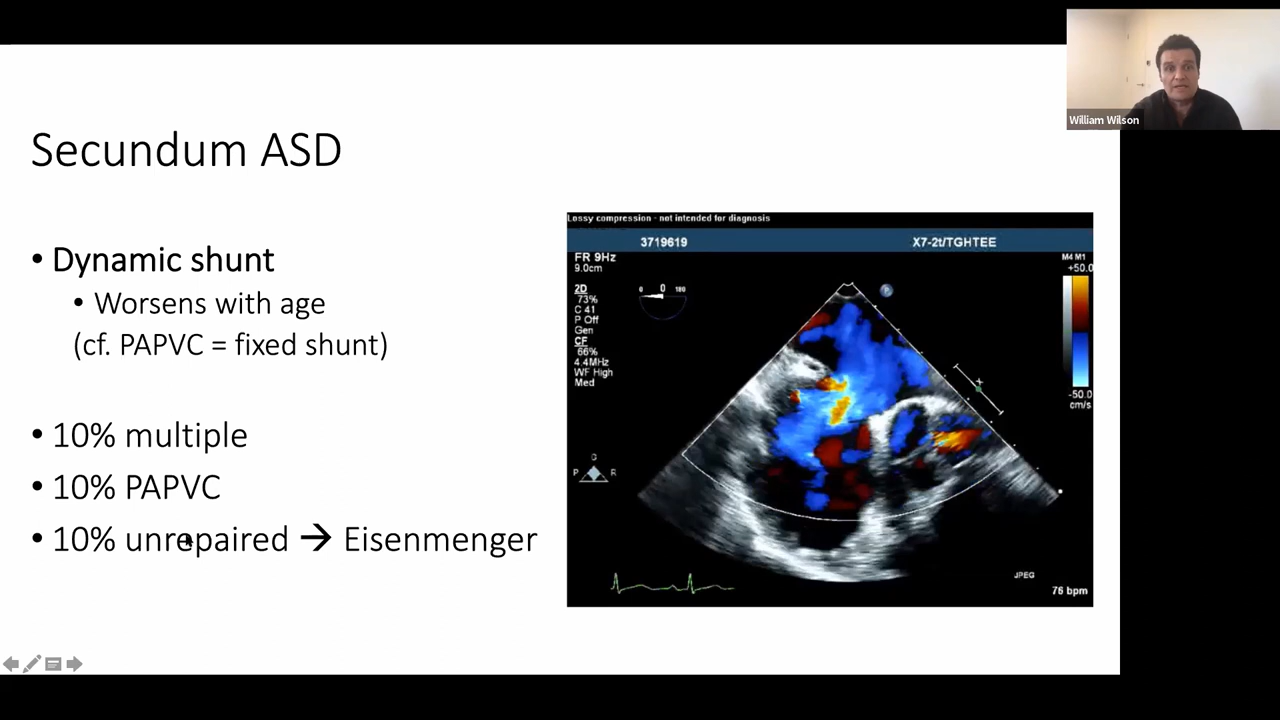 William Wilson
Secundum ASD
• Dynamic shunt
• Worsens with age
(cf. PAPVC = fixed shunt)
• 10% multiple
• 10% PAPVC
• 10% unrepaired → Eisenmenger
Lossy compression - not intended for diagnosis
3719619 X7-2t/TGHTEE
FR 9Hz
9.0cm
2D
73%
C 41
P Off
Gen
CF
66%
4.4MHz
WF High
Med
0 0 180
P
M4 M1
+50.0
-50.0
cm/s
G
P R
JPEG
76 bpm